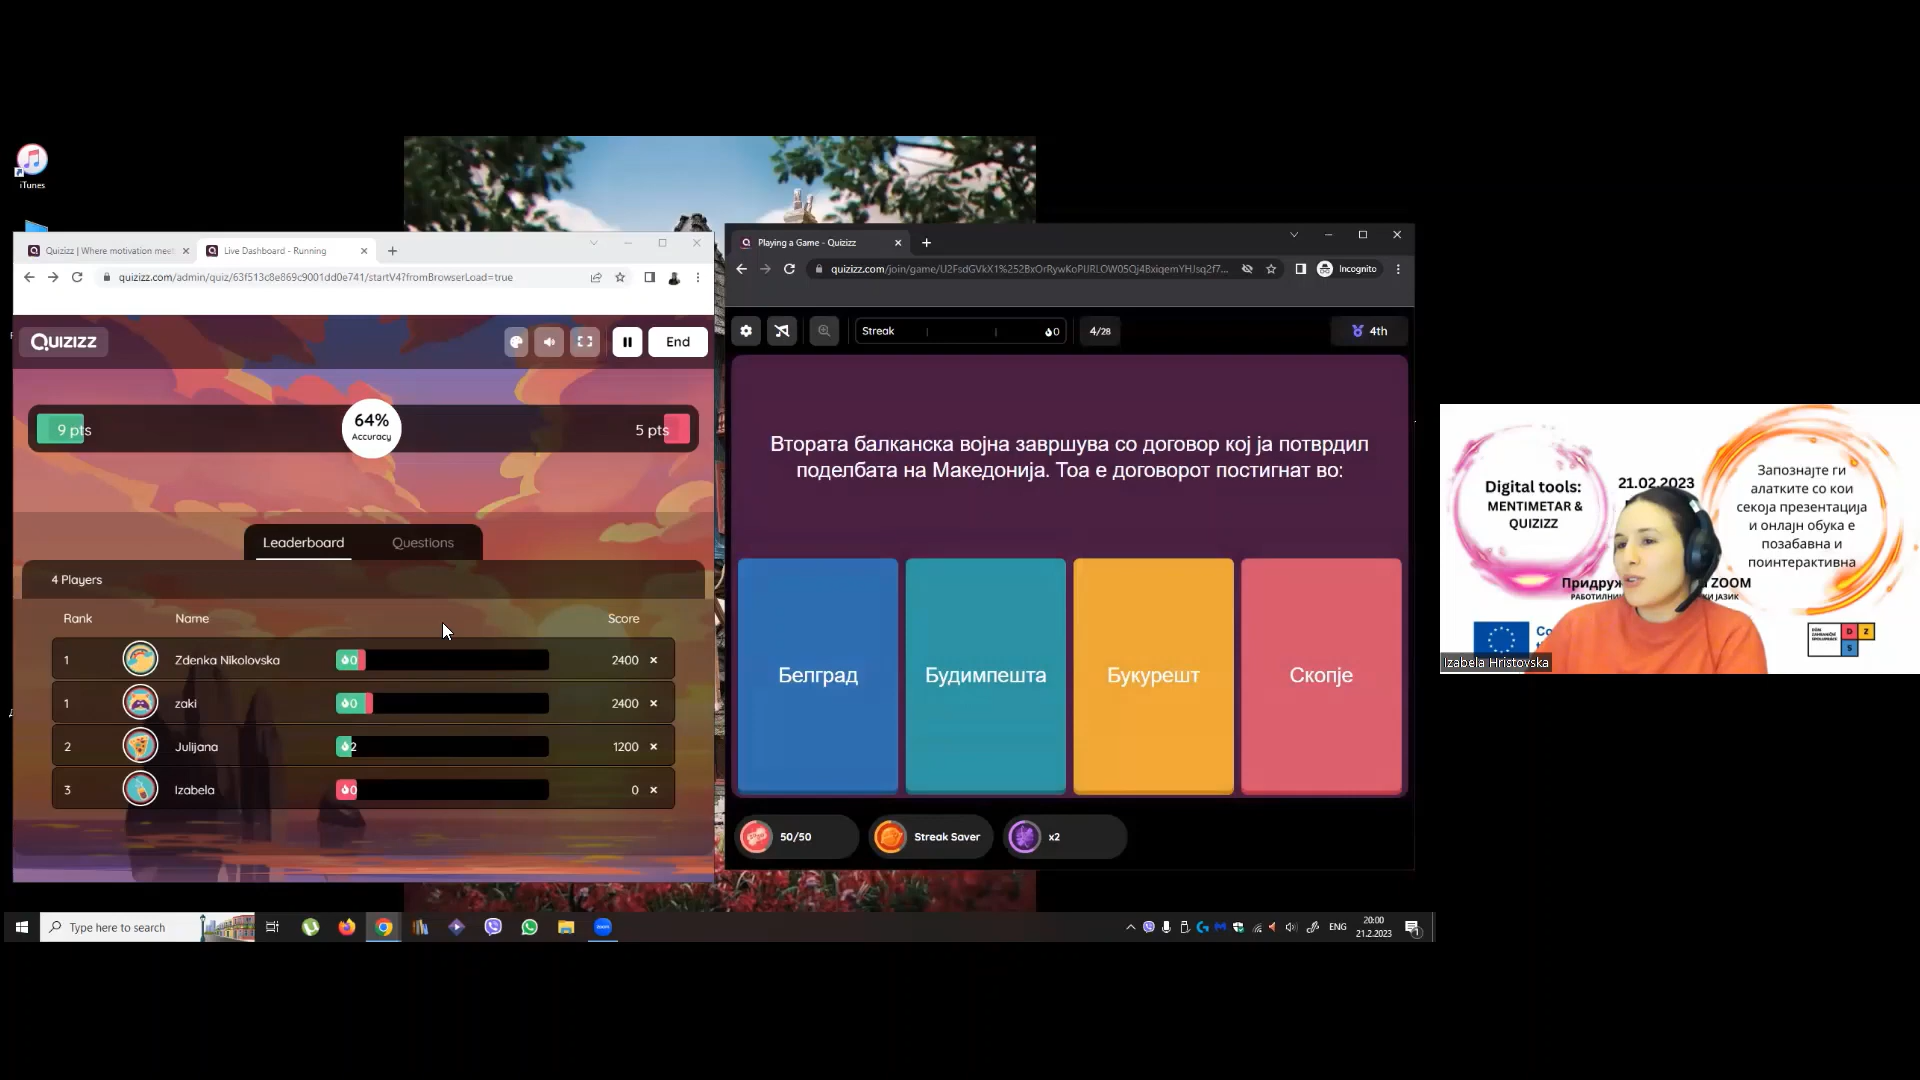 iTunes
Quizizz | Where motivation meet
Live Dashboard - Running
quizizz.com/admin/quiz/63f513c8e869c9001dd0e741/startV4?fromBrowserLoad=true
QUIZIZZ
End
9 pts
64%
Accuracy
5 pts
Leaderboard
Questions
4 Players
Rank
Name
Score
1
Zdenka Nikolovska
0
2400
1
zaki
0
2400
2
Julijana
2
1200
3
Izabela
0
0
Playing a Game - Quizizz
Incognito
Streak
0
4/28
4th
Втората балканска војна завршува со договор кој ја потврдил
поделбата на Македонија. Тоа е договорот постигнат во:
Белград
Будимпешта
Букурешт
Скопје
50/50
Streak Saver
x2
Digital tools:
MENTIMETAR &
QUIZIZZ
21.02.2023
Запознајте ги
алатките со кои
секоја презентација
и онлајн обука е
позабавна и
поинтерактивна
Придруж
ZOOM
Co
D
Z
S
Izabela Hristovska
Type here to search
ENG
20:00
21.2.2023
1